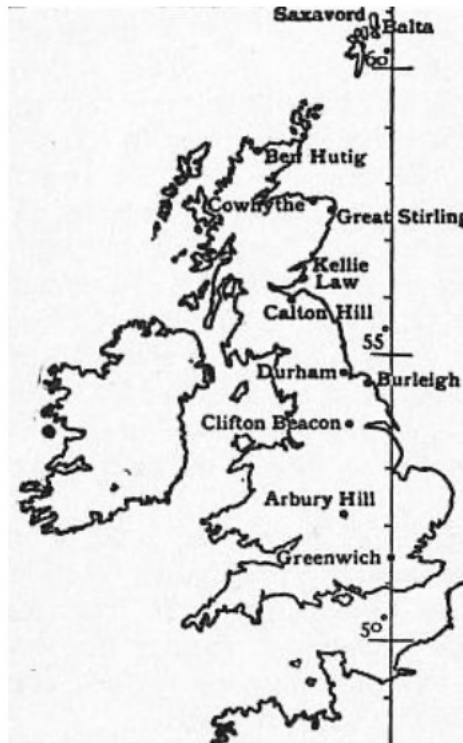 Saxavord
Balta
60°
Ben Hutig
Cowhythe
Great Stirling
Kellie
Law
Calton Hill
55°
Durham
Burleigh
Clifton Beacon
Arbury Hill
Greenwich
50°